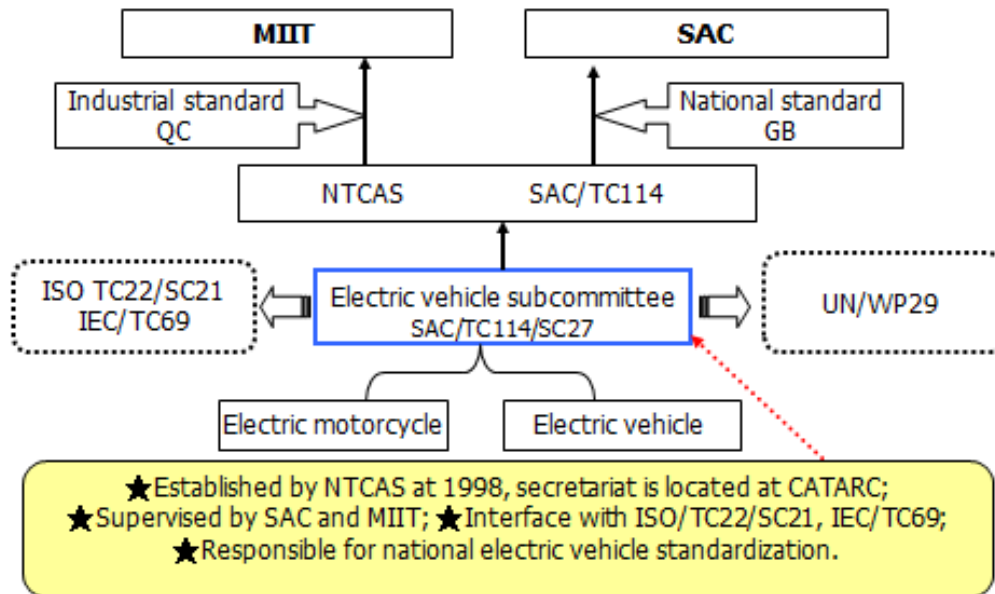 MIIT
SAC
Industrial standard
QC
National standard
GB
NTCAS
SAC/TC114
ISO TC22/SC21
IEC/TC69
Electric vehicle subcommittee
SAC/TC114/SC27
UN/WP29
Electric motorcycle
Electric vehicle
★Established by NTCAS at 1998, secretariat is located at CATARC;
★Supervised by SAC and MIIT; ★Interface with ISO/TC22/SC21, IEC/TC69;
★Responsible for national electric vehicle standardization.